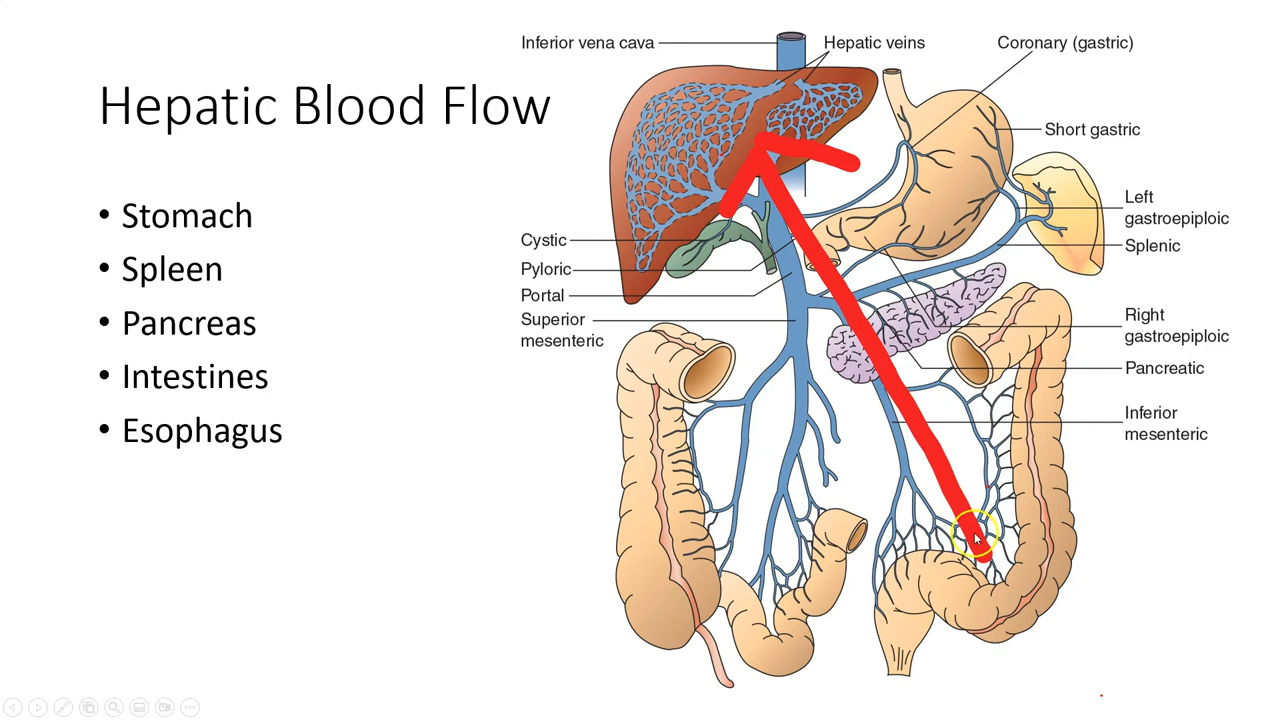 Hepatic Blood Flow
• Stomach
• Spleen
• Pancreas
• Intestines
• Esophagus
Inferior vena cava
Hepatic veins
Coronary (gastric)
Short gastric
Left
gastroepiploic
Splenic
Cystic
Pyloric
Portal
Superior
mesenteric
Right
gastroepiploic
Pancreatic
Inferior
mesenteric